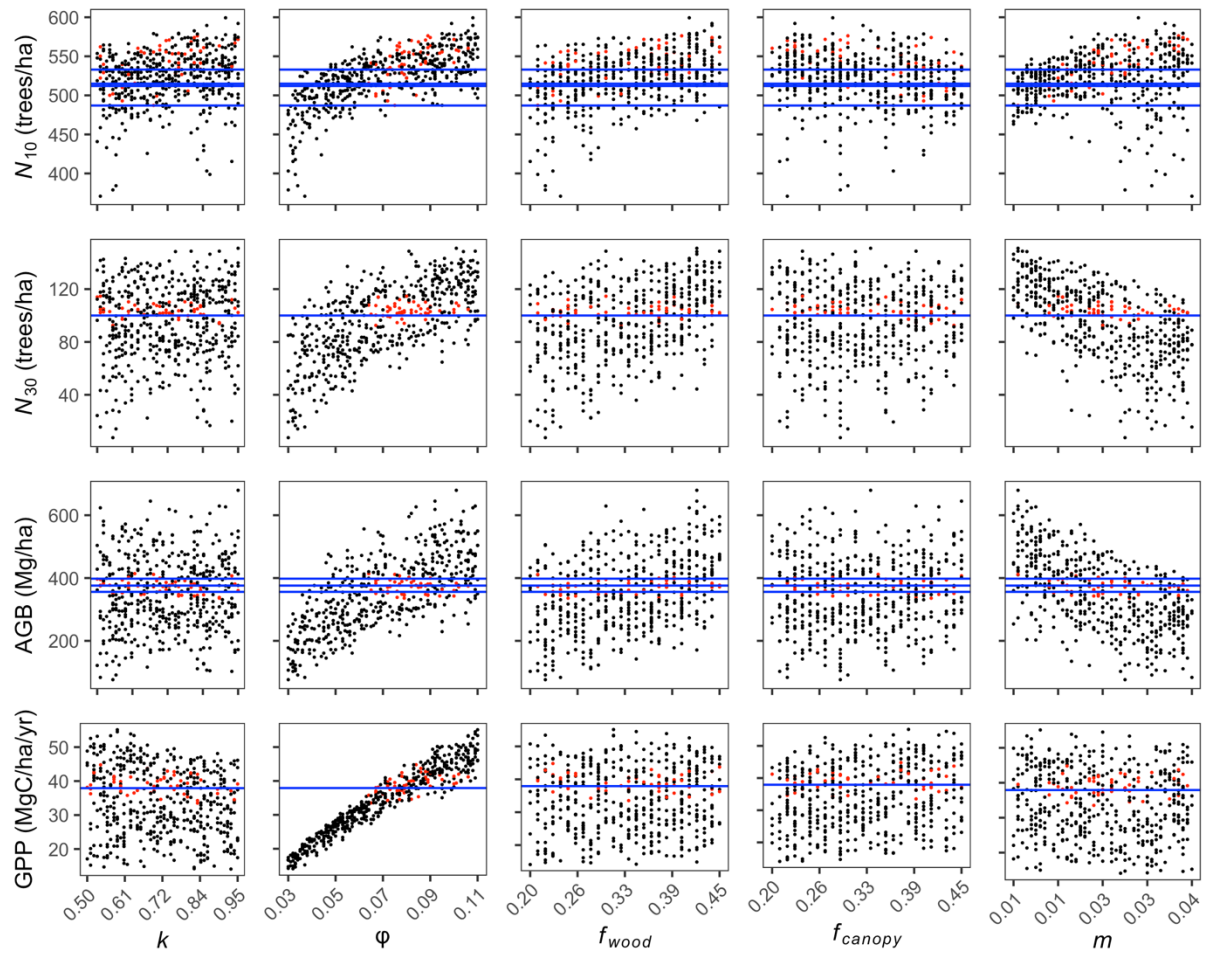 N10 (trees/ha)
600
550
500
450
400
N30 (trees/ha)
120
80
40
AGB (Mg/ha)
600
400
200
GPP (MgC/ha/yr)
50
40
30
20
0.50 0.61 0.72 0.84 0.95
0.03 0.05 0.07 0.09 0.11
0.20 0.26 0.33 0.39 0.45
0.20 0.26 0.33 0.39 0.45
0.01 0.01 0.03 0.03 0.04
k φ fwood fcanopy m